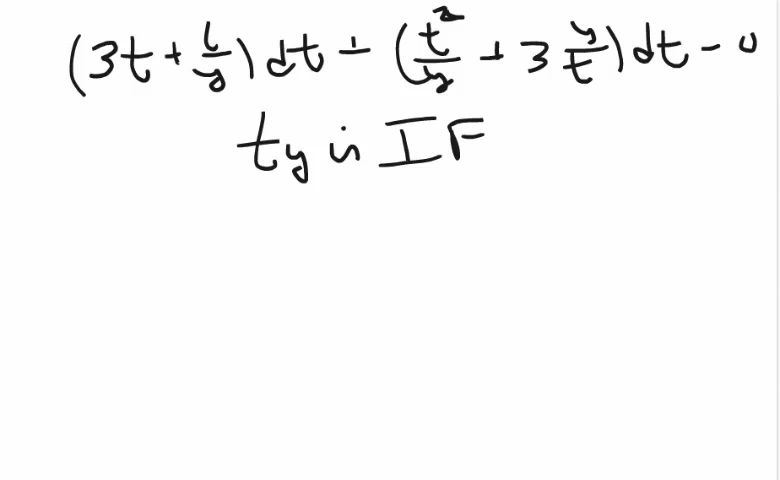 (3t + 6/y) dt + (t²/y + 3 y/t) dt - 0
ty is IF